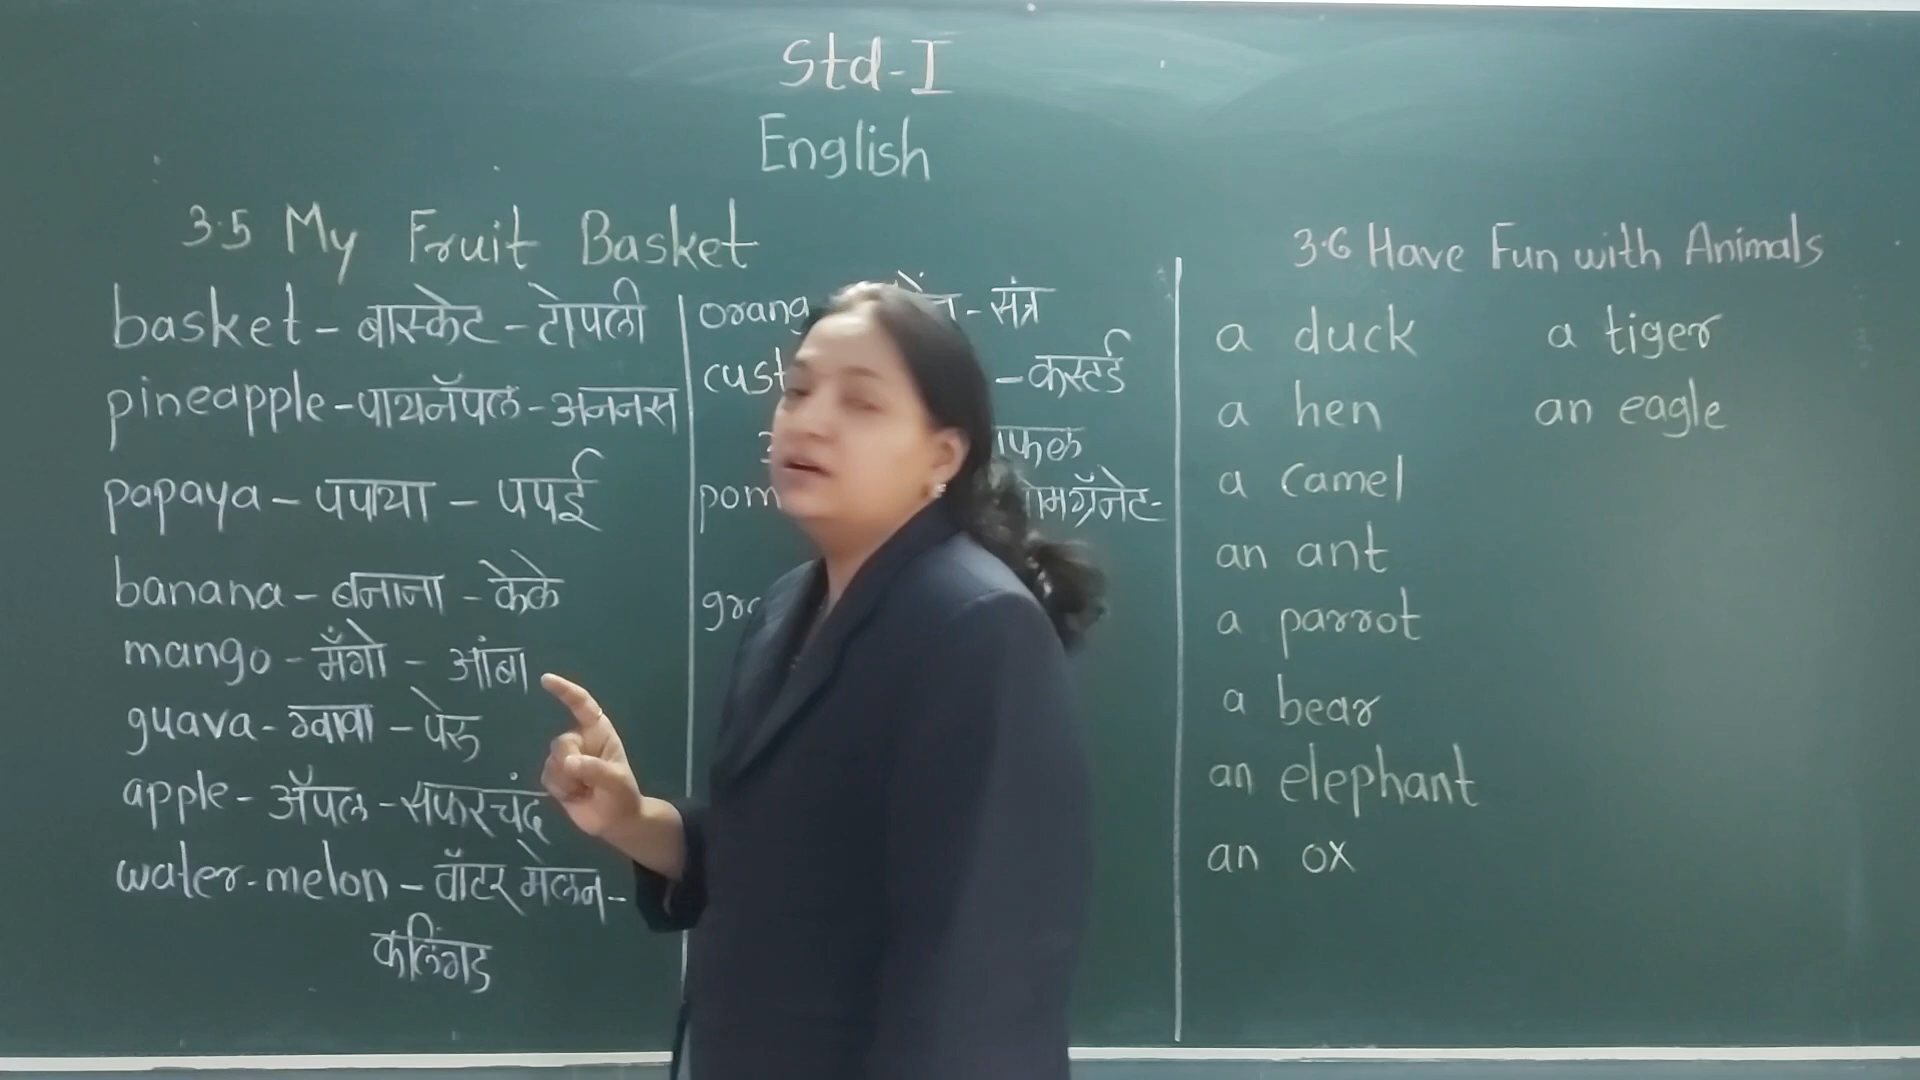 Std-I
English
3.5 My Fruit Basket
basket - बास्केट - टोपली
pineapple - पायनॅपल - अननस
papaya - पपाया - पपई
banana - बनाना - केळे
mango - मँगो - आंबा
guava - ग्वावा - पेरू
apple - ॲपल - सफरचंद
water-melon - वॉटर मेलन -
कलिंगड
- संत्र
- कस्टर्ड
3.6 Have Fun with Animals
a duck
a hen
a camel
an ant
a parrot
a bear
an elephant
an ox
a tiger
an eagle